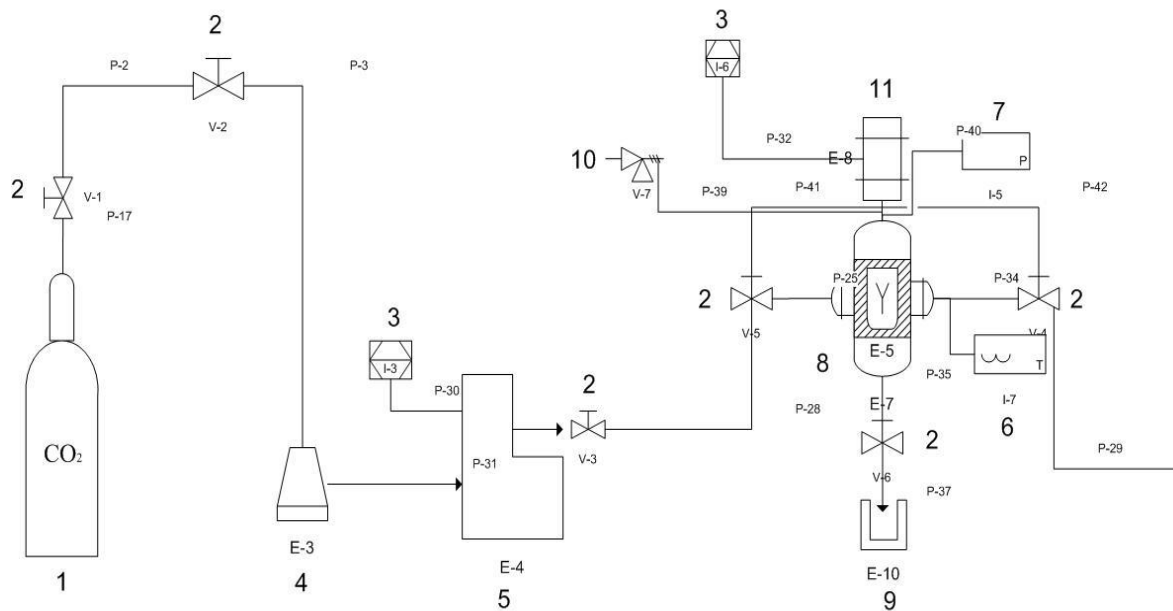 2
3
P-2
P-3
I-6
11
7
V-2
P-32
P-40
10
E-8
P
2
V-1
V-7
P-39
P-41
I-5
P-42
P-17
P-25
P-34
2
2
3
V-5
V-4
I-3
8
E-5
T
P-30
2
P-35
I-7
P-28
E-7
6
CO₂
P-31
V-3
2
P-29
V-6
P-37
E-3
E-4
E-10
1
4
5
9